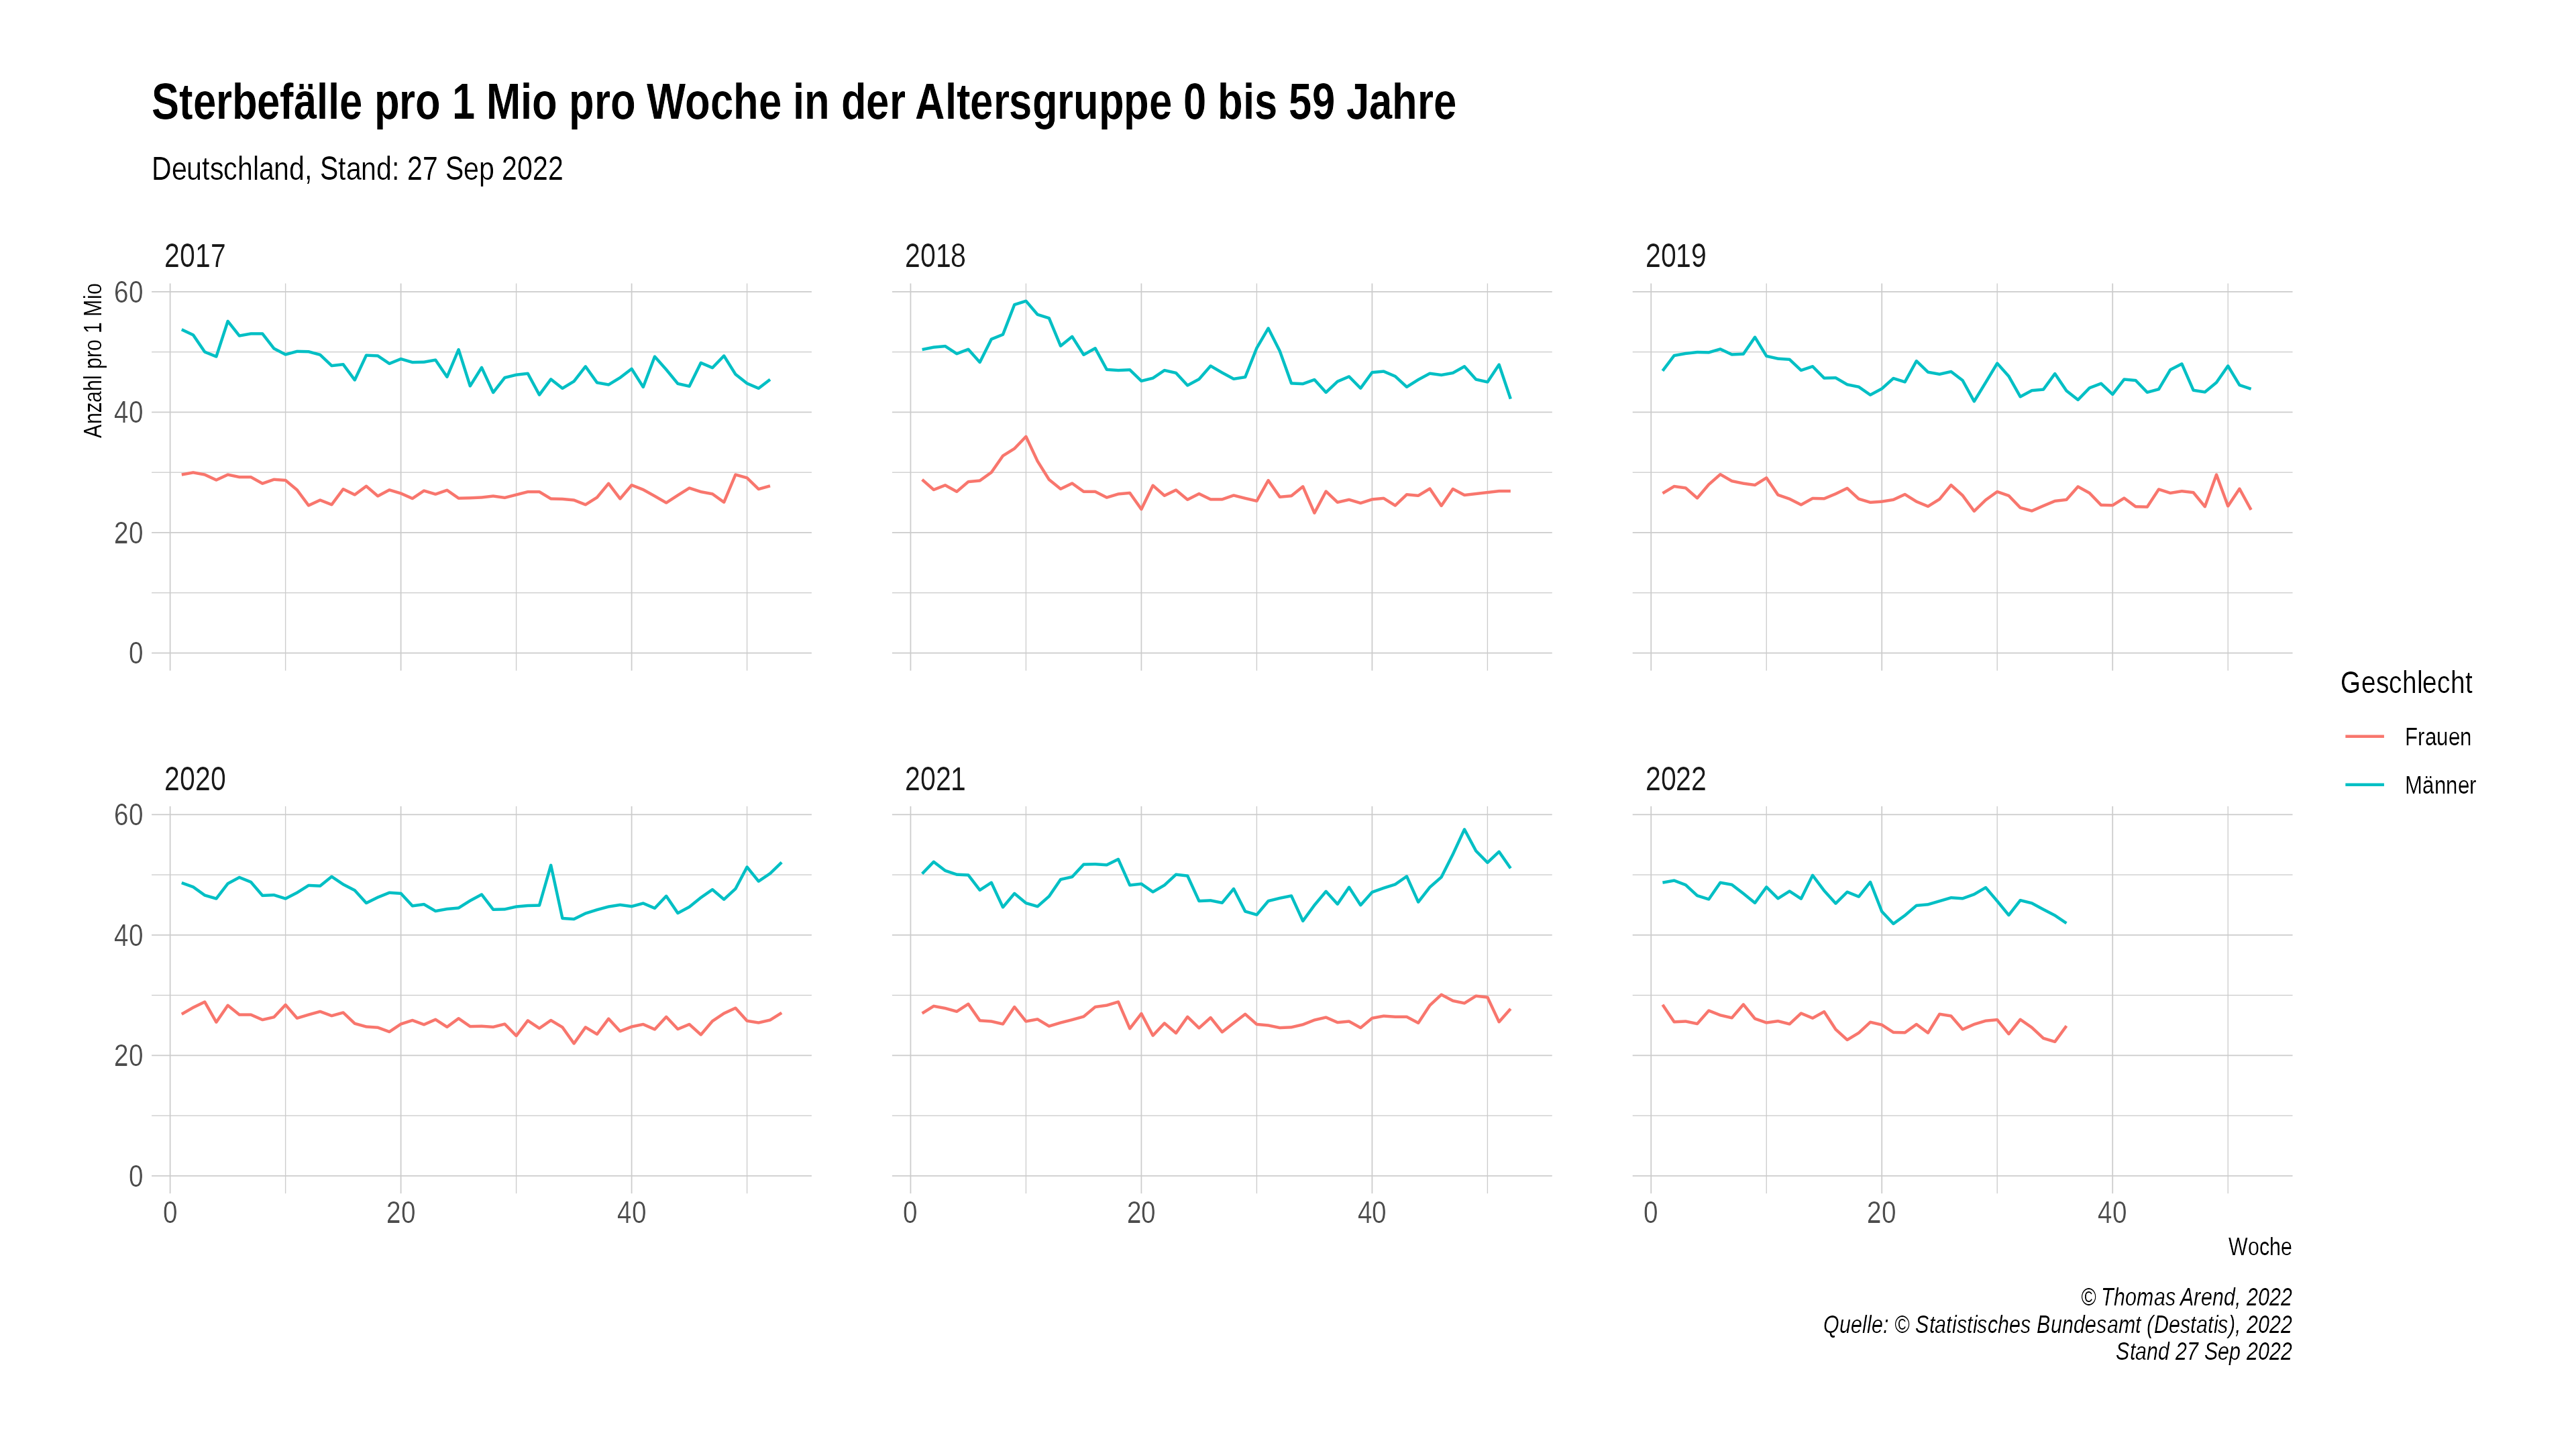 Sterbefälle pro 1 Mio pro Woche in der Altersgruppe 0 bis 59 Jahre
Deutschland, Stand: 27 Sep 2022
2017
2018
2019
Anzahl pro 1 Mio
60
40
20
0
Geschlecht
Frauen
Männer
2020
2021
2022
60
40
20
0
0 20 40
0 20 40
0 20 40
Woche
© Thomas Arend, 2022
Quelle: © Statistisches Bundesamt (Destatis), 2022
Stand 27 Sep 2022